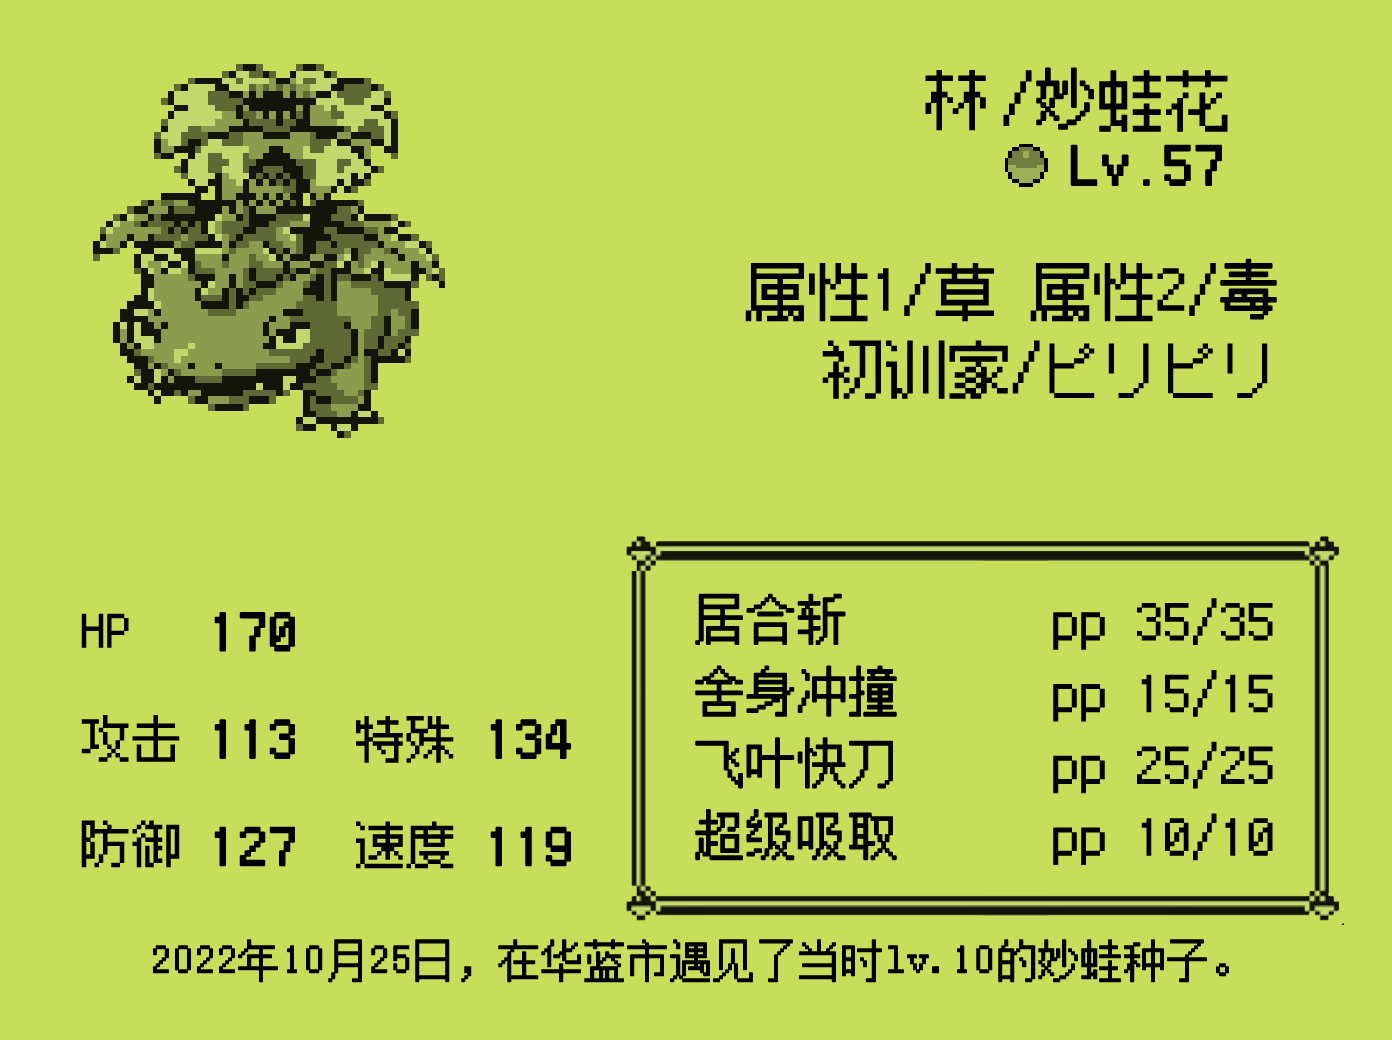 林/妙蛙花
Lv.57
属性1/草 属性2/毒
初训家/ピリピリ
HP 170
攻击 113 特殊 134
防御 127 速度 119
居合斩 pp 35/35
舍身冲撞 pp 15/15
飞叶快刀 pp 25/25
超级吸取 pp 10/10
2022年10月25日，在华蓝市遇见了当时lv.10的妙蛙种子。